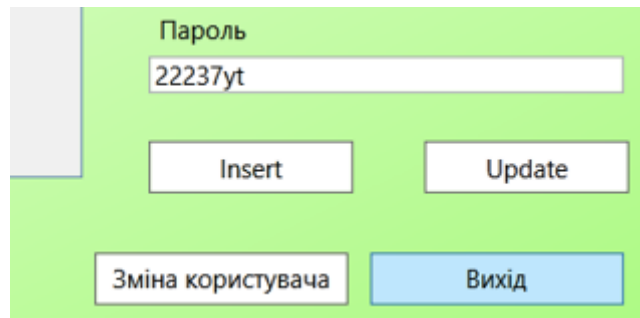 Пароль
22237yt
Insert Update
Зміна користувача Вихід